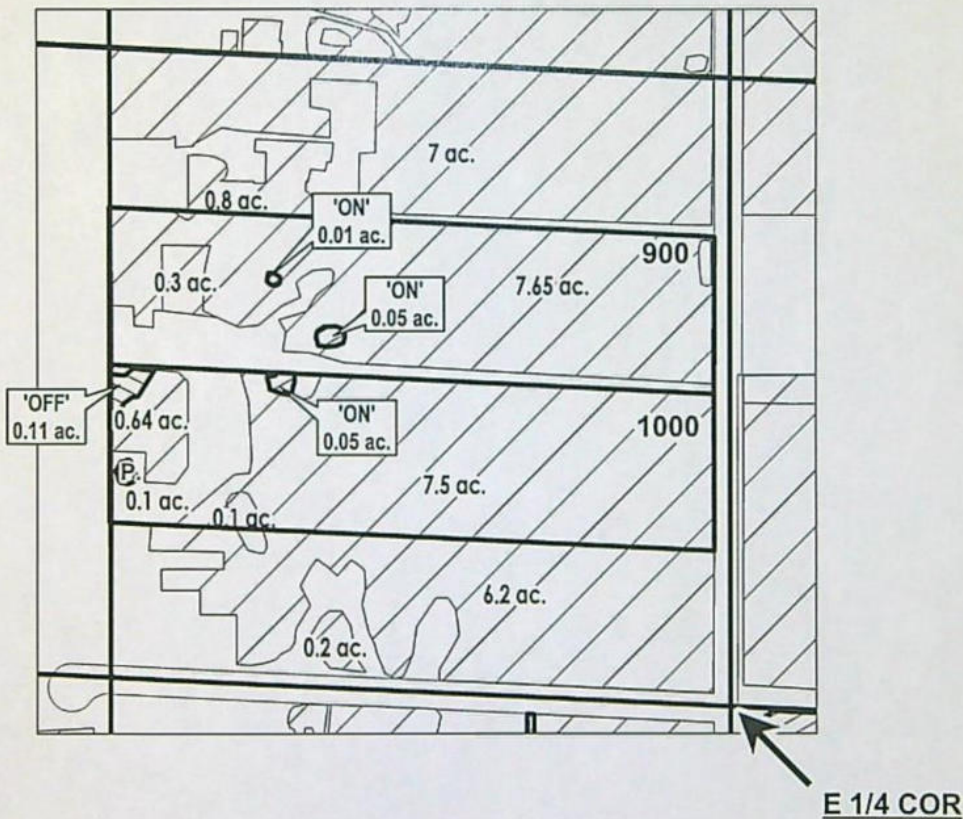 7 ac.
0.8 ac.
'ON'
0.01 ac.
900
0.3 ac.
'ON'
0.05 ac.
7.65 ac.
'OFF'
0.11 ac.
0.64 ac.
'ON'
0.05 ac.
1000
P
7.5 ac.
0.1 ac.
0.1 ac.
6.2 ac.
0.2 ac.
E 1/4 COR